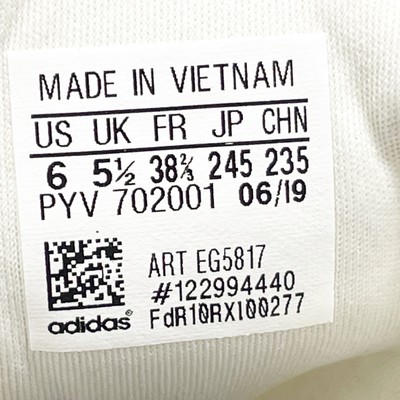 MADE IN VIETNAM
US UK FR JP CHN
6 5½ 38⅔ 245 235
PYV 702001 06/19
ART EG5817
#122994440
adidas® FdR10RX100277